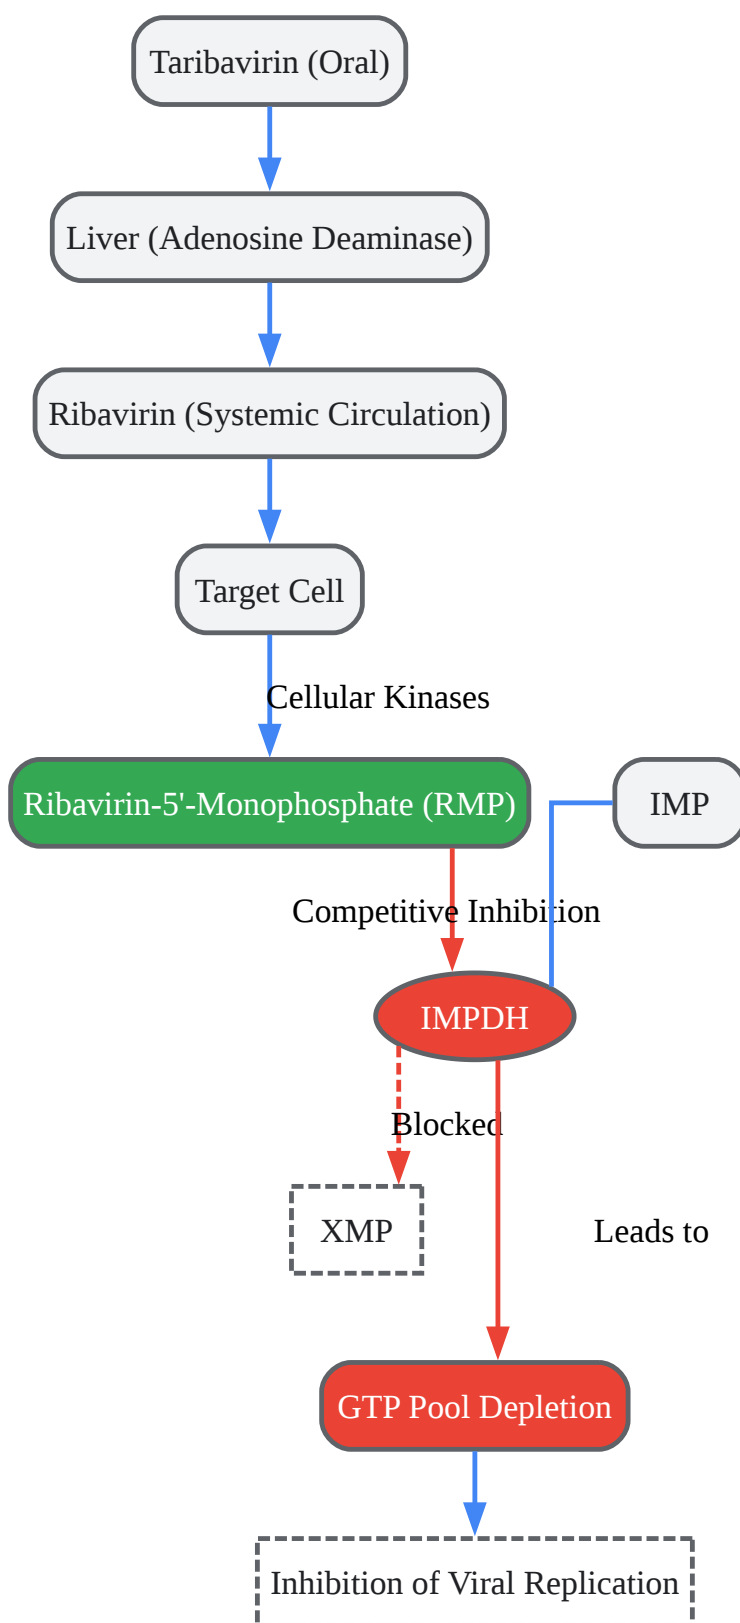 Taribavirin (Oral)
Liver (Adenosine Deaminase)
Ribavirin (Systemic Circulation)
Target Cell
Cellular Kinases
Ribavirin-5'-Monophosphate (RMP)
IMP
Competitive Inhibition
IMPDH
Blocked
XMP
Leads to
GTP Pool Depletion
Inhibition of Viral Replication